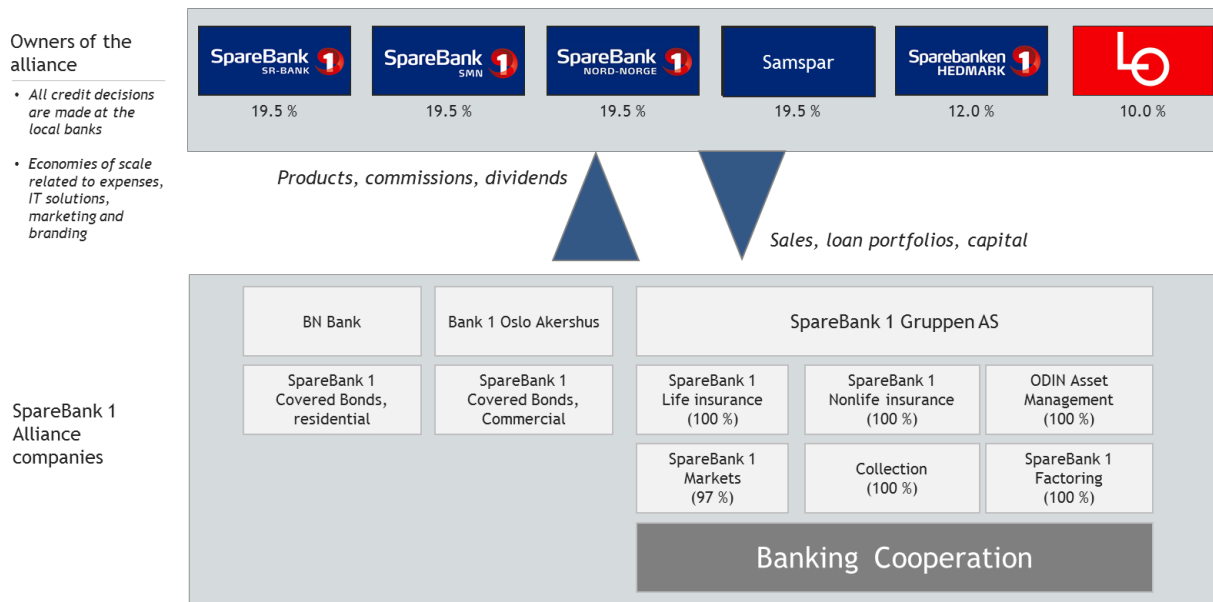 Owners of the
alliance
• All credit decisions
are made at the
local banks
• Economies of scale
related to expenses,
IT solutions,
marketing and
branding
SpareBank 1
SR-BANK
19.5 %
SpareBank 1
SMN
19.5 %
SpareBank 1
NORD-NORGE
19.5 %
Samspar
19.5 %
Sparebanken 1
HEDMARK
12.0 %
LO
10.0 %
Products, commissions, dividends
Sales, loan portfolios, capital
SpareBank 1
Alliance
companies
BN Bank
Bank 1 Oslo Akershus
SpareBank 1 Gruppen AS
SpareBank 1
Covered Bonds,
residential
SpareBank 1
Covered Bonds,
Commercial
SpareBank 1
Life insurance
(100 %)
SpareBank 1
Nonlife insurance
(100 %)
ODIN Asset
Management
(100 %)
SpareBank 1
Markets
(97 %)
Collection
(100 %)
SpareBank 1
Factoring
(100 %)
Banking Cooperation